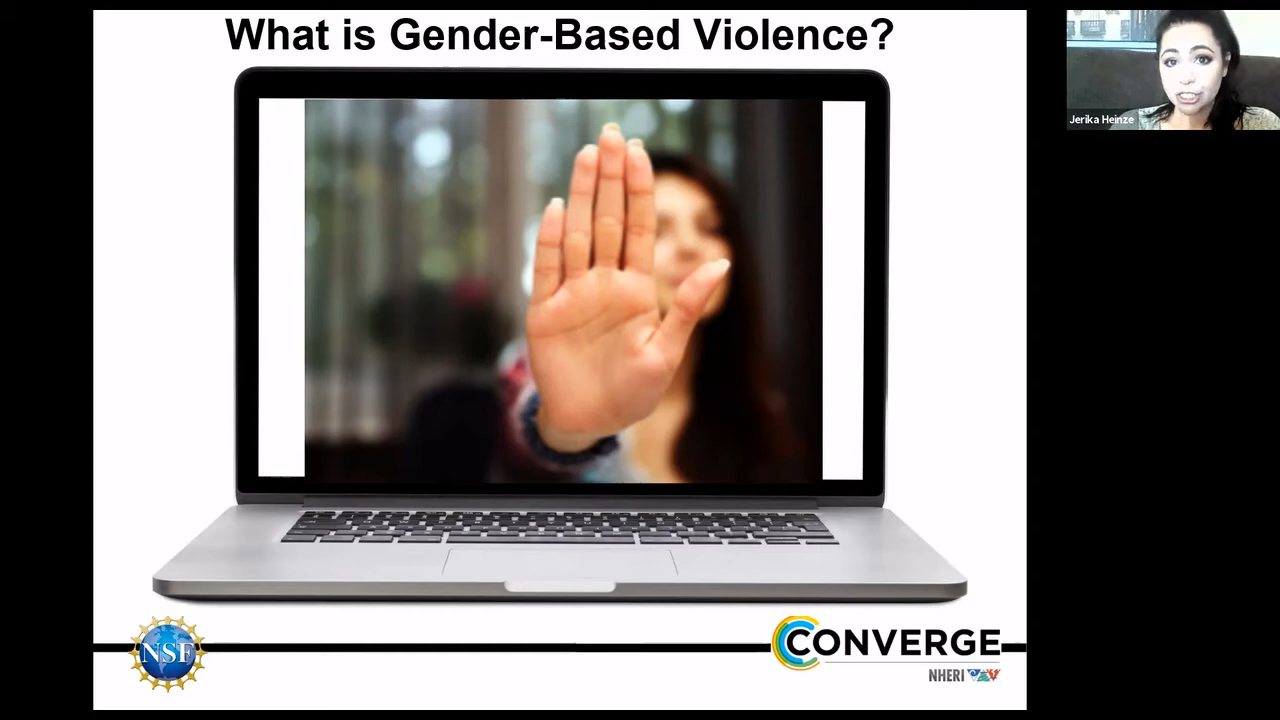 What is Gender-Based Violence?
Jerika Heinze
NSF
CONVERGE
NHERI